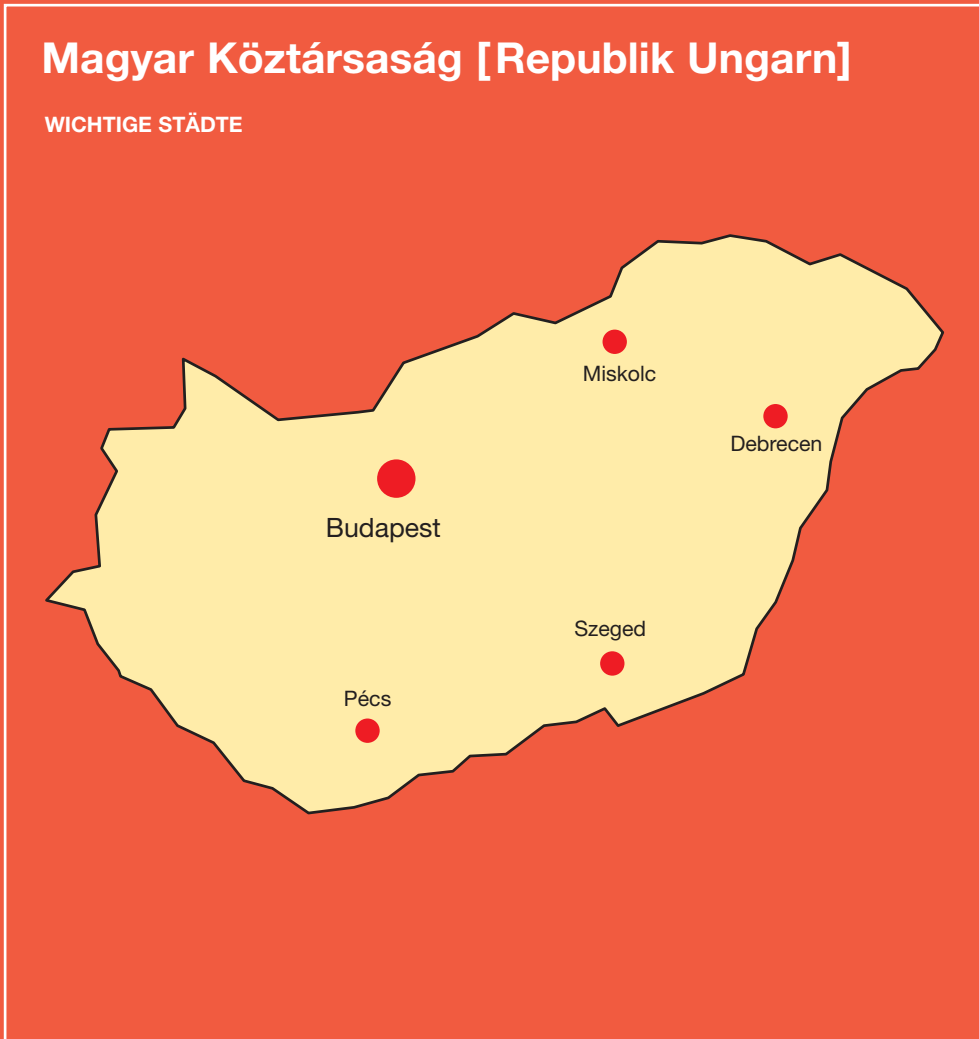 Magyar Köztársaság [Republik Ungarn]
WICHTIGE STÄDTE
Miskolc
Debrecen
Budapest
Szeged
Pécs